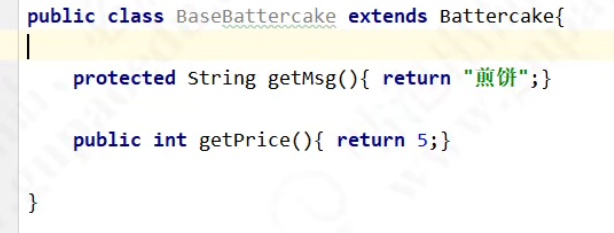 public class BaseBattercake extends Battercake{
protected String getMsg(){ return "煎饼";}
public int getPrice(){ return 5;}
}